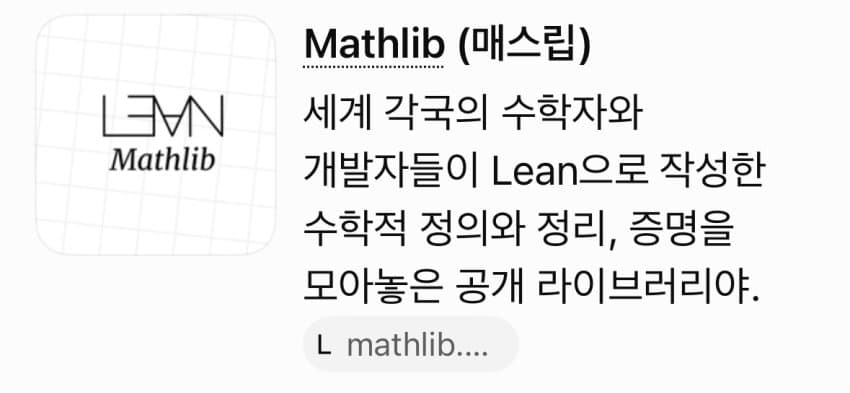 LEAN
Mathlib
Mathlib (매스립)
세계 각국의 수학자와
개발자들이 Lean으로 작성한
수학적 정의와 정리, 증명을
모아놓은 공개 라이브러리야.
L mathlib....